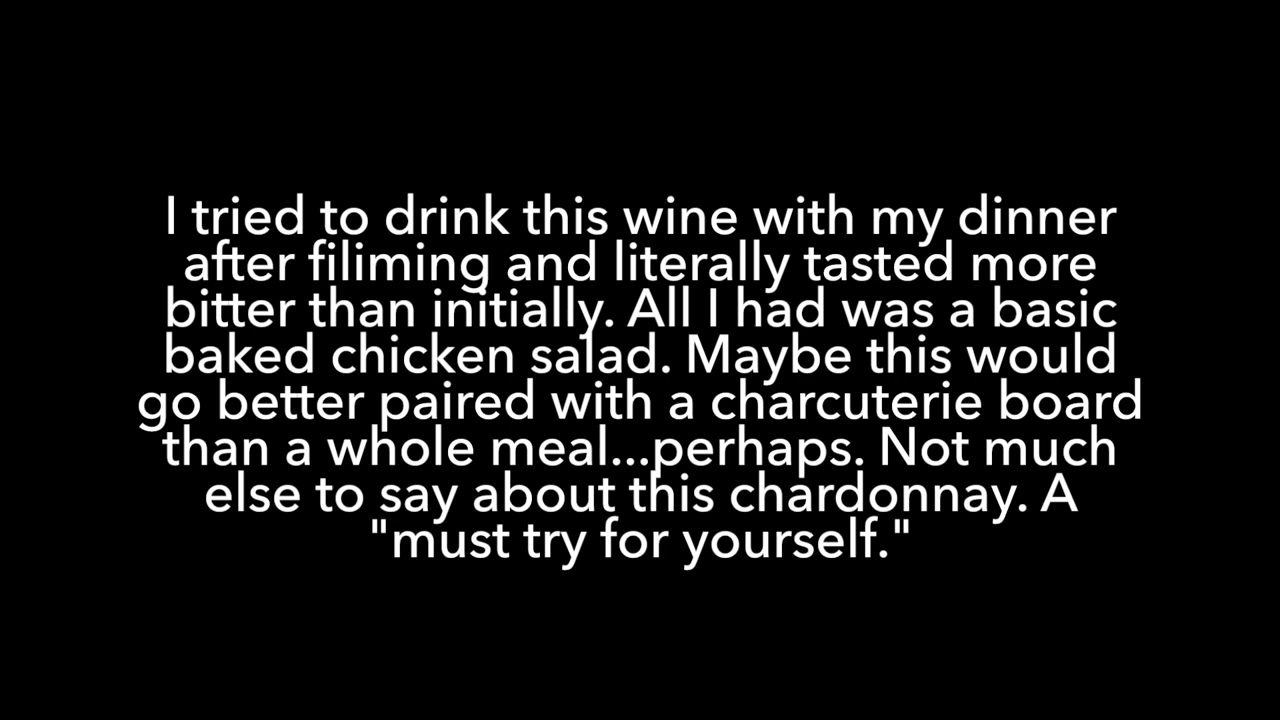 I tried to drink this wine with my dinner
after filiming and literally tasted more
bitter than initially. All I had was a basic
baked chicken salad. Maybe this would
go better paired with a charcuterie board
than a whole meal...perhaps. Not much
else to say about this chardonnay. A
"must try for yourself."